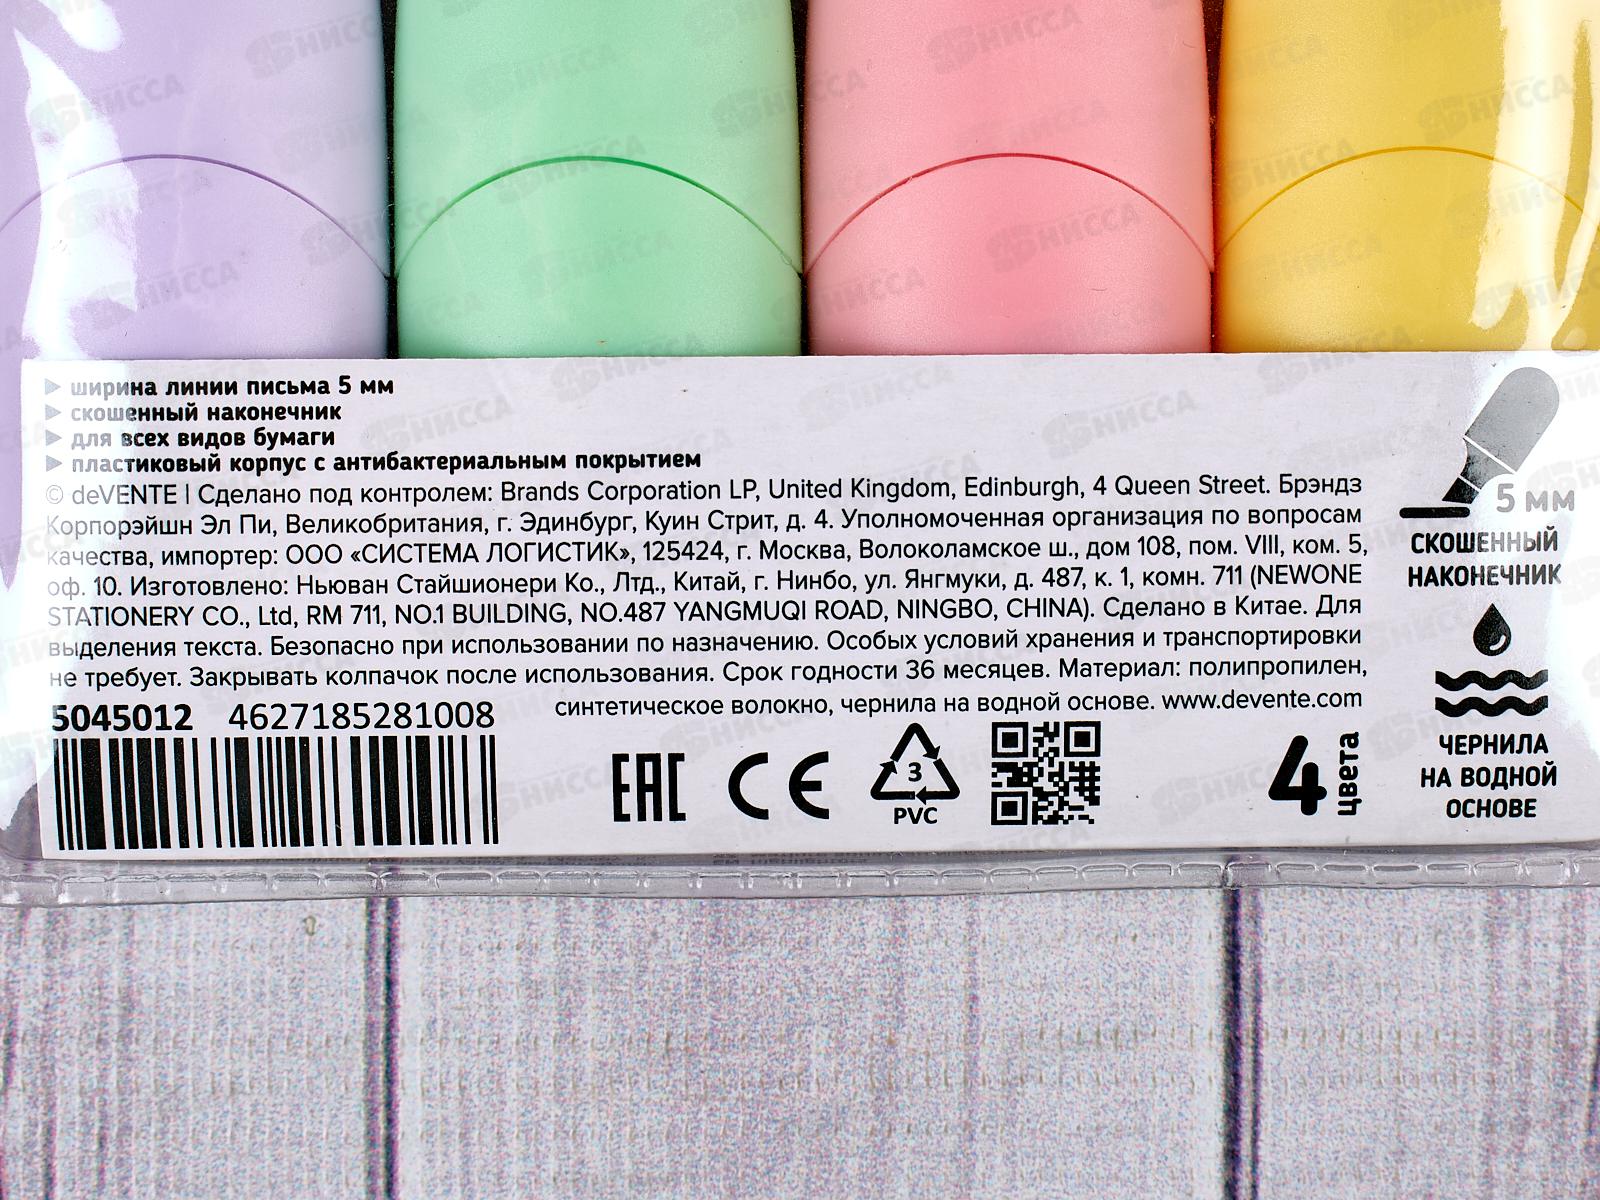 ширина линии письма 5 мм
скошенный наконечник
для всех видов бумаги
пластиковый корпус с антибактериальным покрытием
© deVENTE | Сделано под контролем: Brands Corporation LP, United Kingdom, Edinburgh, 4 Queen Street. Брэндз
Корпорэйшн Эл Пи, Великобритания, г. Эдинбург, Куин Стрит, д. 4. Уполномоченная организация по вопросам
качества, импортер: ООО «СИСТЕМА ЛОГИСТИК», 125424, г. Москва, Волоколамское ш., дом 108, пом. VIII, ком. 5,
оф. 10. Изготовлено: Ньюван Стайшионери Ко., Лтд., Китай, г. Нинбо, ул. Янгмуки, д. 487, к. 1, комн. 711 (NEWONE
STATIONERY CO., Ltd, RM 711, NO.1 BUILDING, NO.487 YANGMUQI ROAD, NINGBO, CHINA). Сделано в Китае. Для
выделения текста. Безопасно при использовании по назначению. Особых условий хранения и транспортировки
не требует. Закрывать колпачок после использования. Срок годности 36 месяцев. Материал: полипропилен,
синтетическое волокно, чернила на водной основе. www.devente.com
5045012 4627185281008
EAC CE 3
PVC
4 цвета
5 мм
СКОШЕННЫЙ
НАКОНЕЧНИК
ЧЕРНИЛА
НА ВОДНОЙ
ОСНОВЕ
НИССА